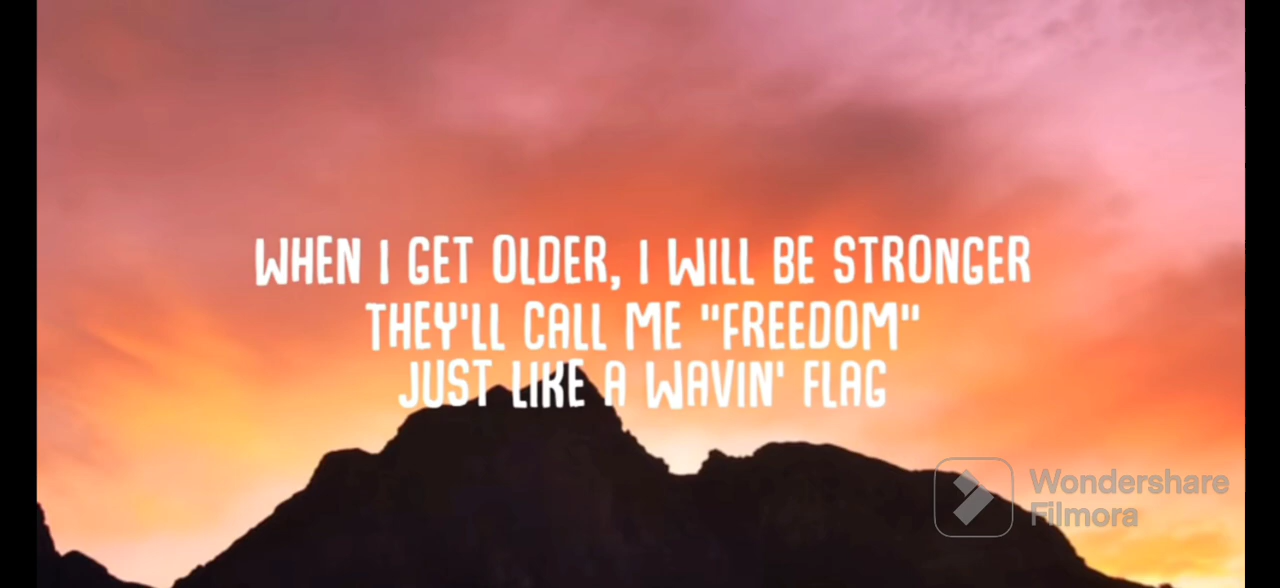 WHEN I GET OLDER, I WILL BE STRONGER
THEY'LL CALL ME "FREEDOM"
JUST LIKE A WAVIN' FLAG
Wondershare
Filmora